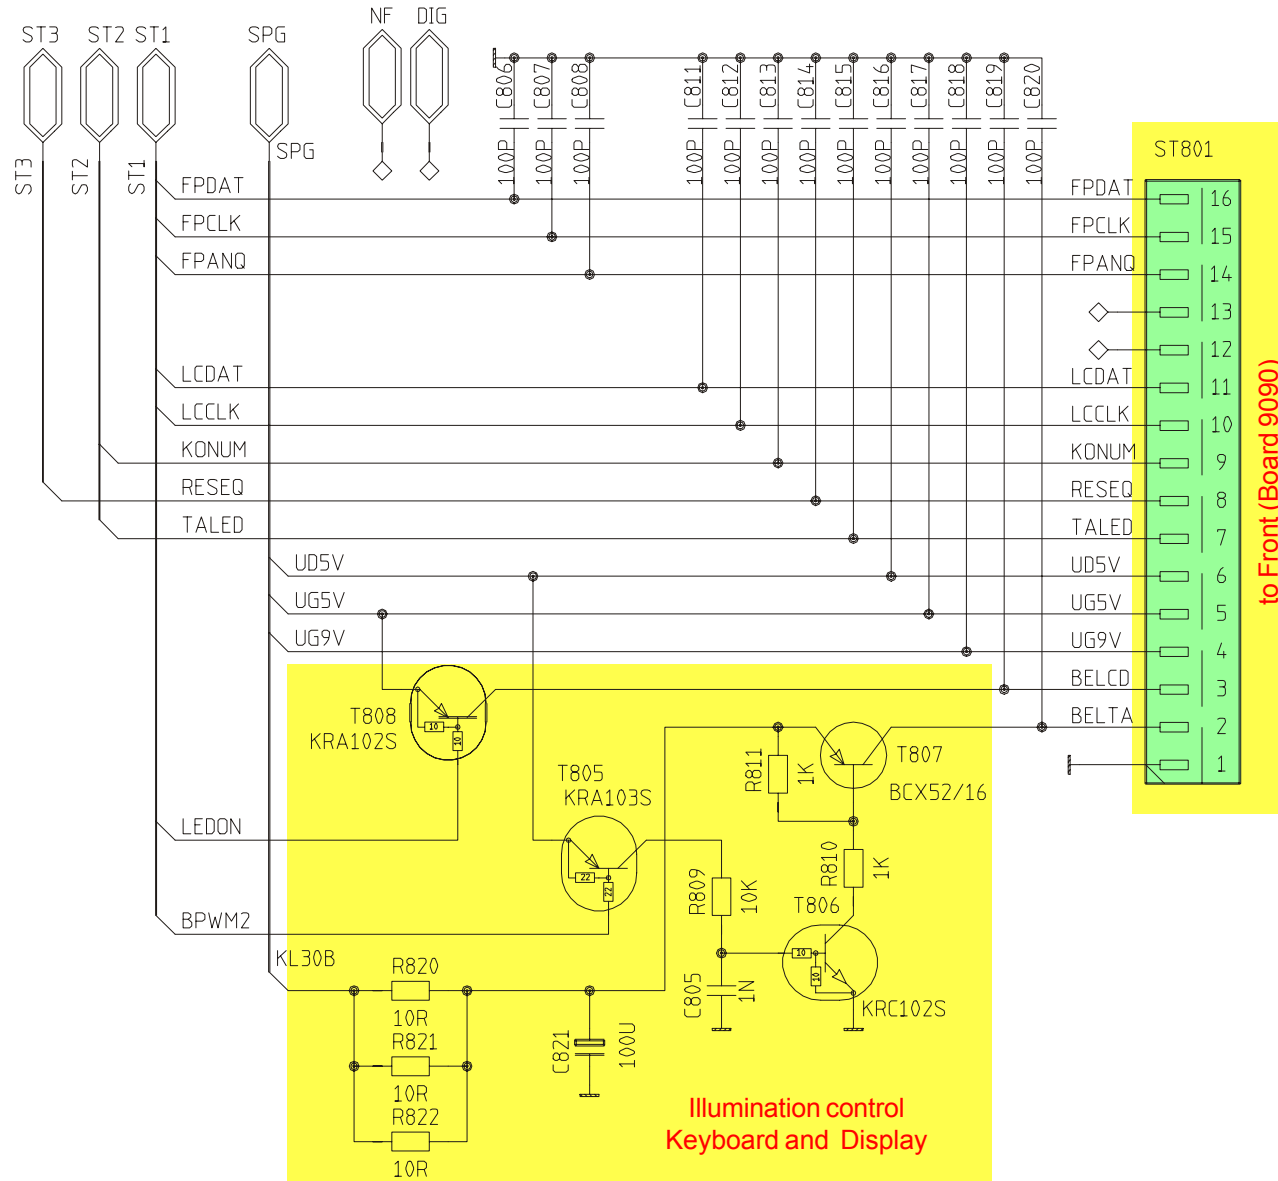 NF DIG
ST3 ST2 ST1 SPG
C806 C807 C808 C811 C812 C813 C814 C815 C816 C817 C818 C819 C820
100P 100P 100P 100P 100P 100P 100P 100P 100P 100P 100P 100P 100P
ST801
ST3 ST2 ST1 SPG
FPDAT FPDAT 16
FPCLK FPCLK 15
FPANQ FPANQ 14
13
12
LCDAT LCDAT 11
LCCLK LCCLK 10
KONUM KONUM 9
RESEQ RESEQ 8
TALED TALED 7
UD5V UD5V 6
UG5V UG5V 5
UG9V UG9V 4
BELCD 3
BELTA 2
1
to Front (Board 9090)
T808
KRA102S
10
10
T805
KRA103S
22
22
R811
1K
T807
BCX52/16
LEDON
R810
1K
R809
10K
T806
10
10
KRC102S
BPWM2
KL30B
R820
10R
R821
10R
R822
10R
C821
100U
C805
1N
Illumination control
Keyboard and Display